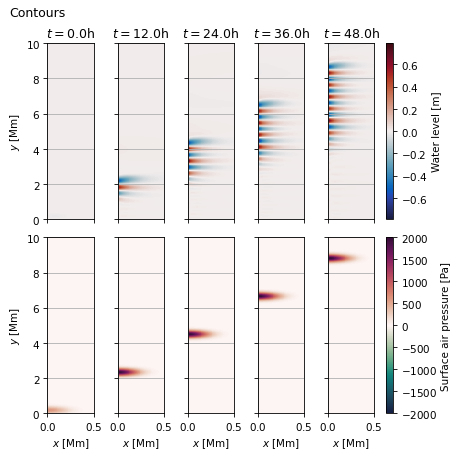 Contours
t = 0.0h
t = 12.0h
t = 24.0h
t = 36.0h
t = 48.0h
y [Mm]
10
8
6
4
2
0
0.6
0.4
0.2
0.0
−0.2
−0.4
−0.6
Water level [m]
y [Mm]
10
8
6
4
2
0
0.0 0.5
0.0 0.5
0.0 0.5
0.0 0.5
0.0 0.5
x [Mm]
x [Mm]
x [Mm]
x [Mm]
x [Mm]
2000
1500
1000
500
0
−500
−1000
−1500
−2000
Surface air pressure [Pa]